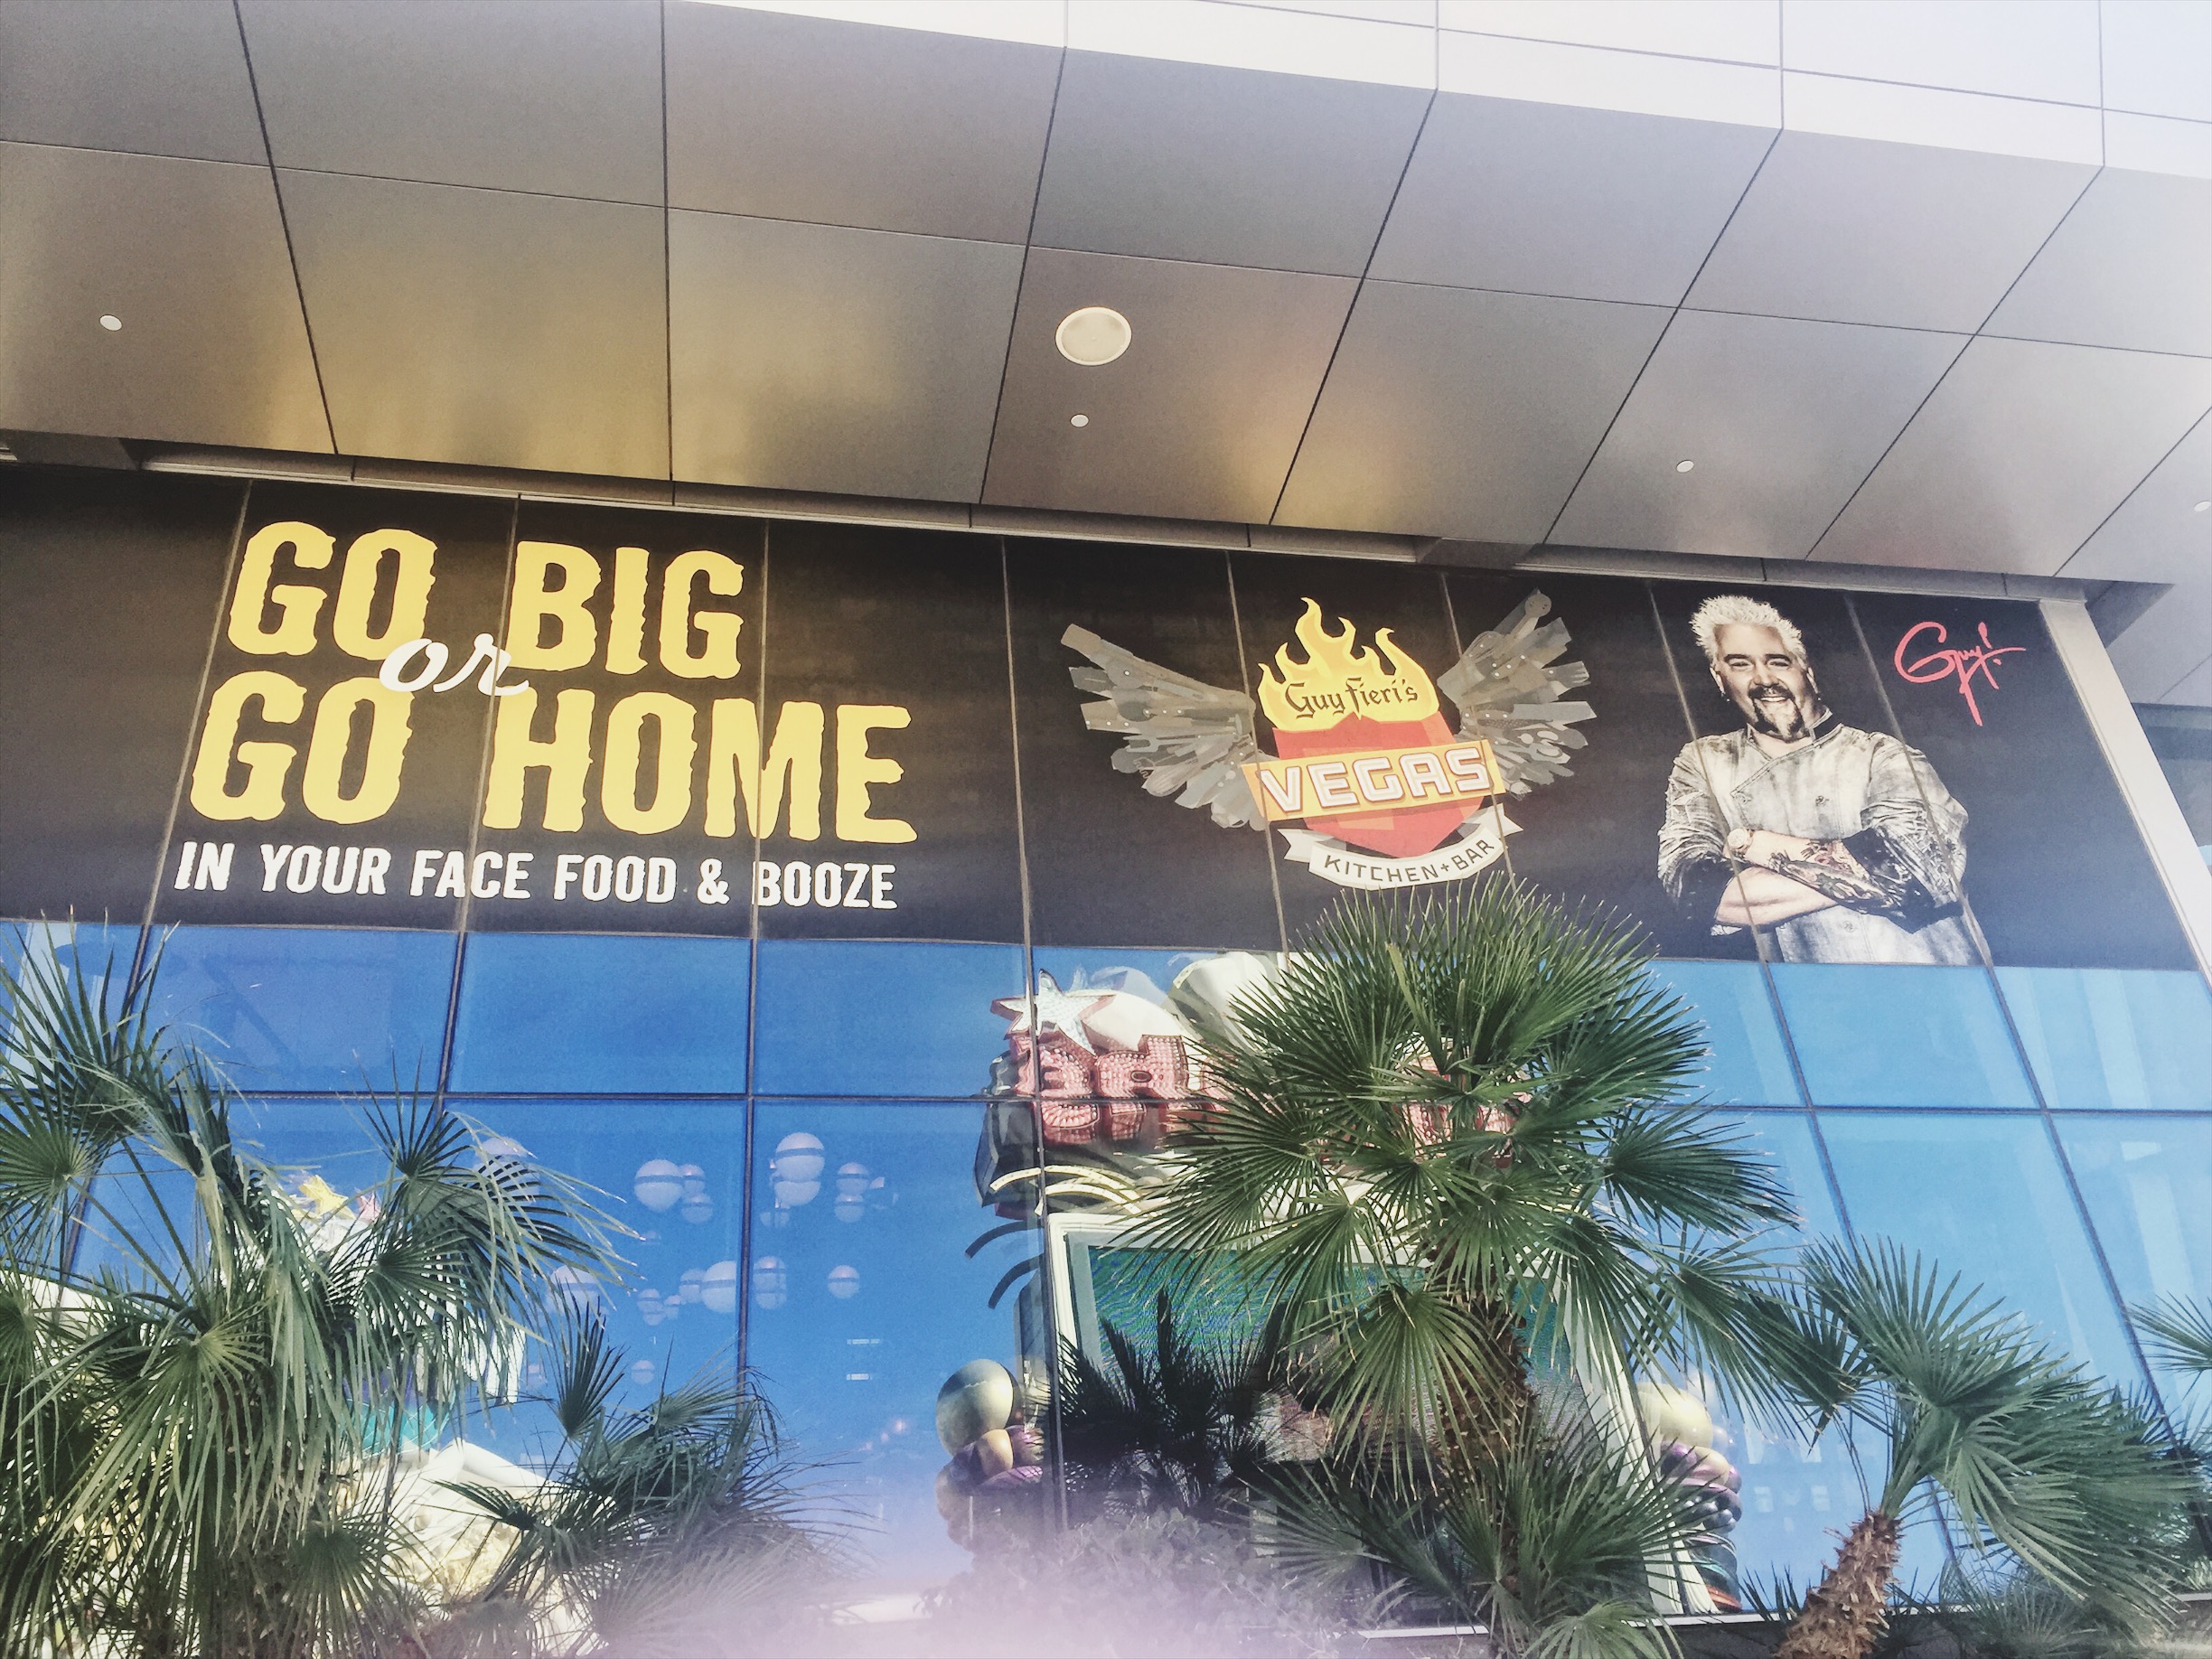 GO BIG
or
GO HOME
IN YOUR FACE FOOD & BOOZE
Guy Fieri's
VEGAS
KITCHEN+BAR
Guy!